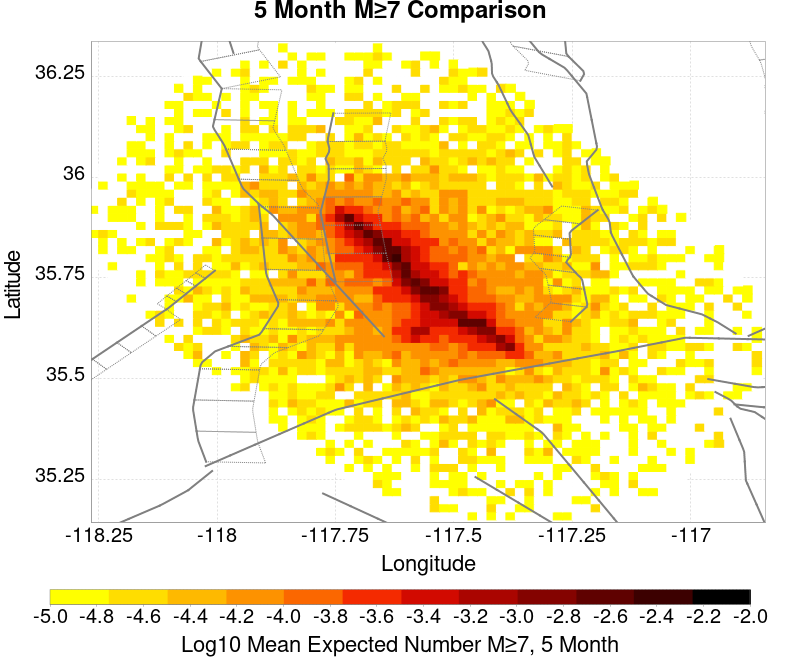 5 Month M≥7 Comparison
36.25
36
35.75
35.5
35.25
Latitude
-118.25 -118 -117.75 -117.5 -117.25 -117
Longitude
-5.0 -4.8 -4.6 -4.4 -4.2 -4.0 -3.8 -3.6 -3.4 -3.2 -3.0 -2.8 -2.6 -2.4 -2.2 -2.0
Log10 Mean Expected Number M≥7, 5 Month